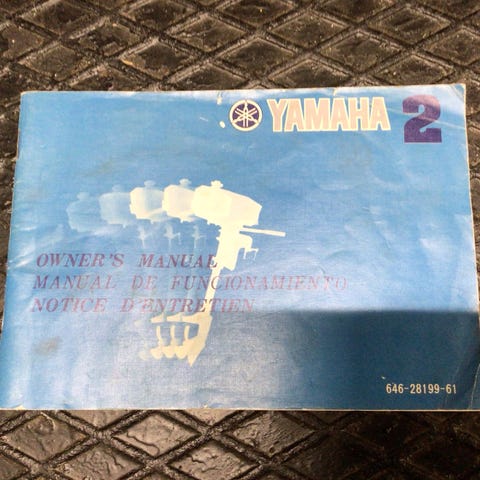 YAMAHA 2
OWNER'S MANUAL
MANUAL DE FUNCIONAMIENTO
NOTICE D'ENTRETIEN
646-28199-61